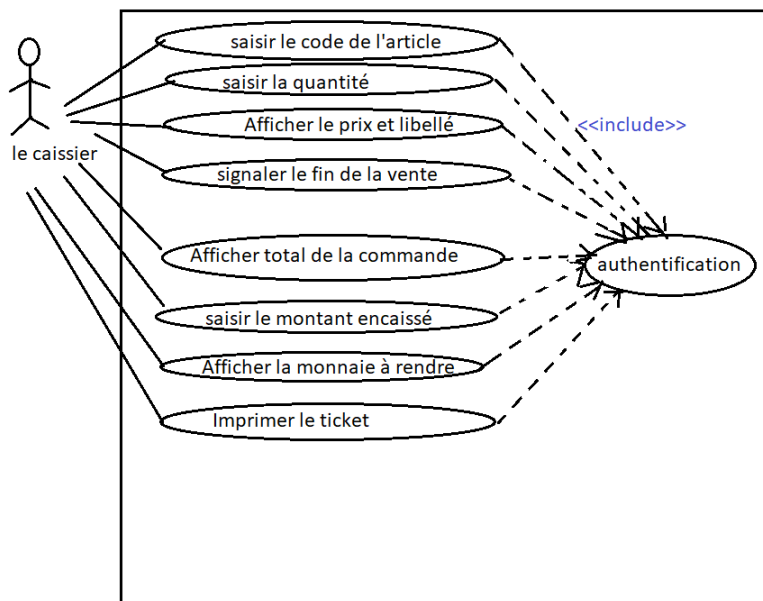 saisir le code de l'article
saisir la quantité
Afficher le prix et libellé
<<include>>
le caissier
signaler le fin de la vente
Afficher total de la commande
authentification
saisir le montant encaissé
Afficher la monnaie à rendre
Imprimer le ticket